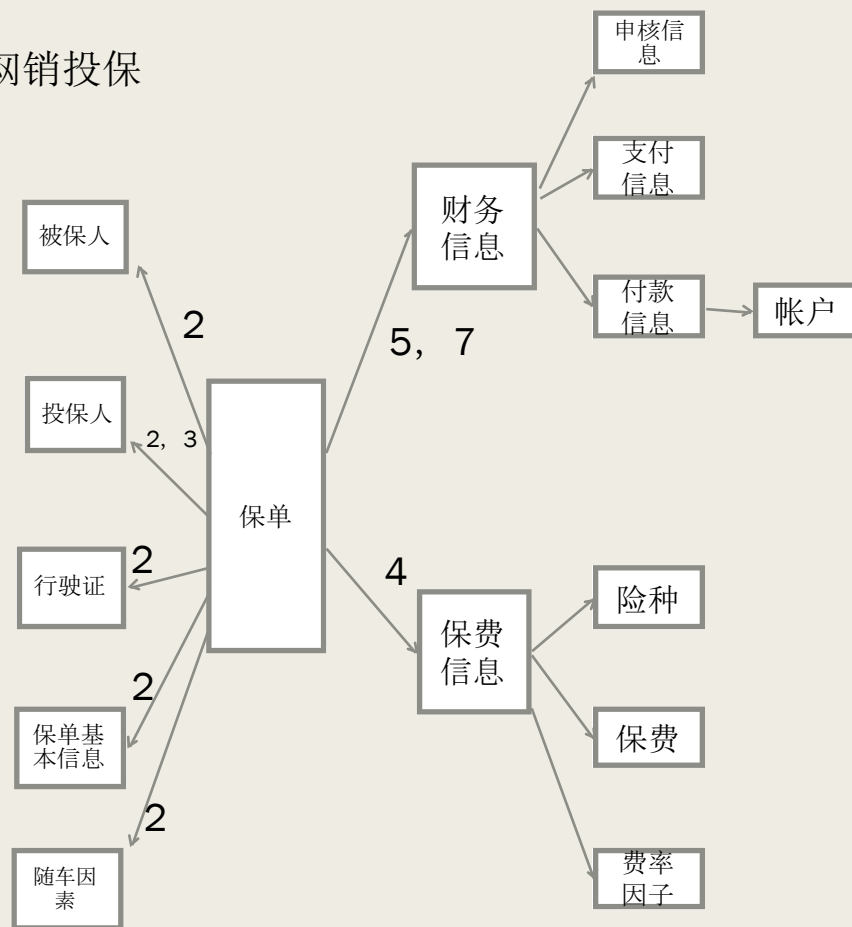 网销投保
申核信
息
支付
信息
财务
信息
被保人
付款
信息
帐户
2
5，7
投保人
2，3
保单
行驶证
2
4
险种
保费
信息
2
保单基
本信息
保费
2
随车因
素
费率
因子